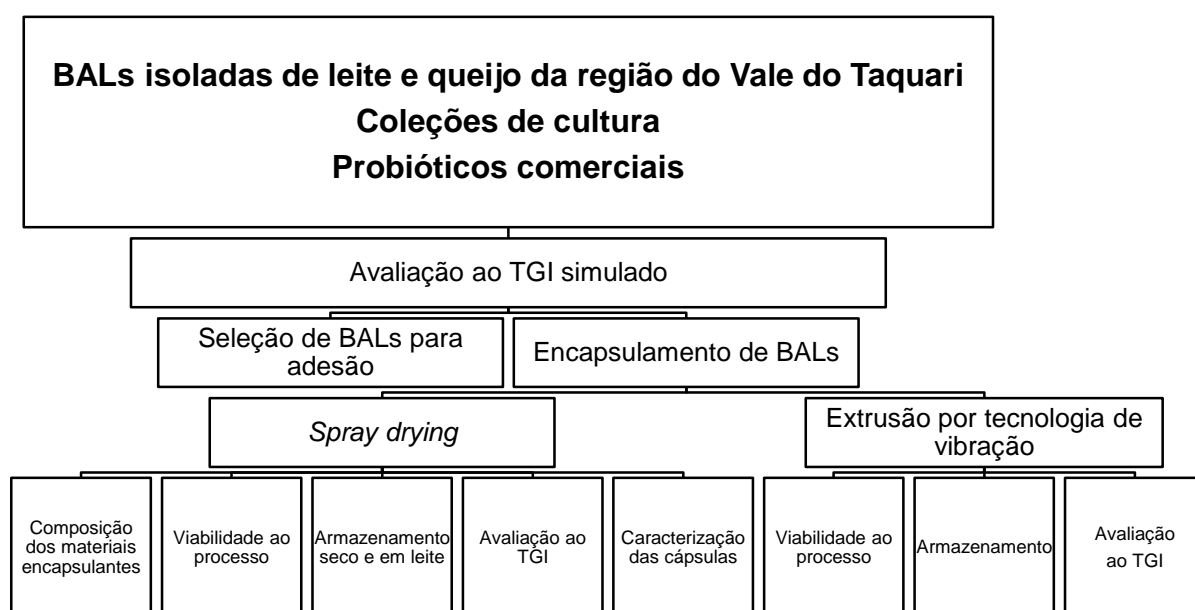 BALs isoladas de leite e queijo da região do Vale do Taquari
Coleções de cultura
Probióticos comerciais
Avaliação ao TGI simulado
Seleção de BALs para
adesão
Encapsulamento de BALs
Spray drying
Extrusão por tecnologia de
vibração
Composição
dos materiais
encapsulantes
Viabilidade ao
processo
Armazenamento
seco e em leite
Avaliação ao
TGI
Caracterização
das cápsulas
Viabilidade ao
processo
Armazenamento
Avaliação
ao TGI